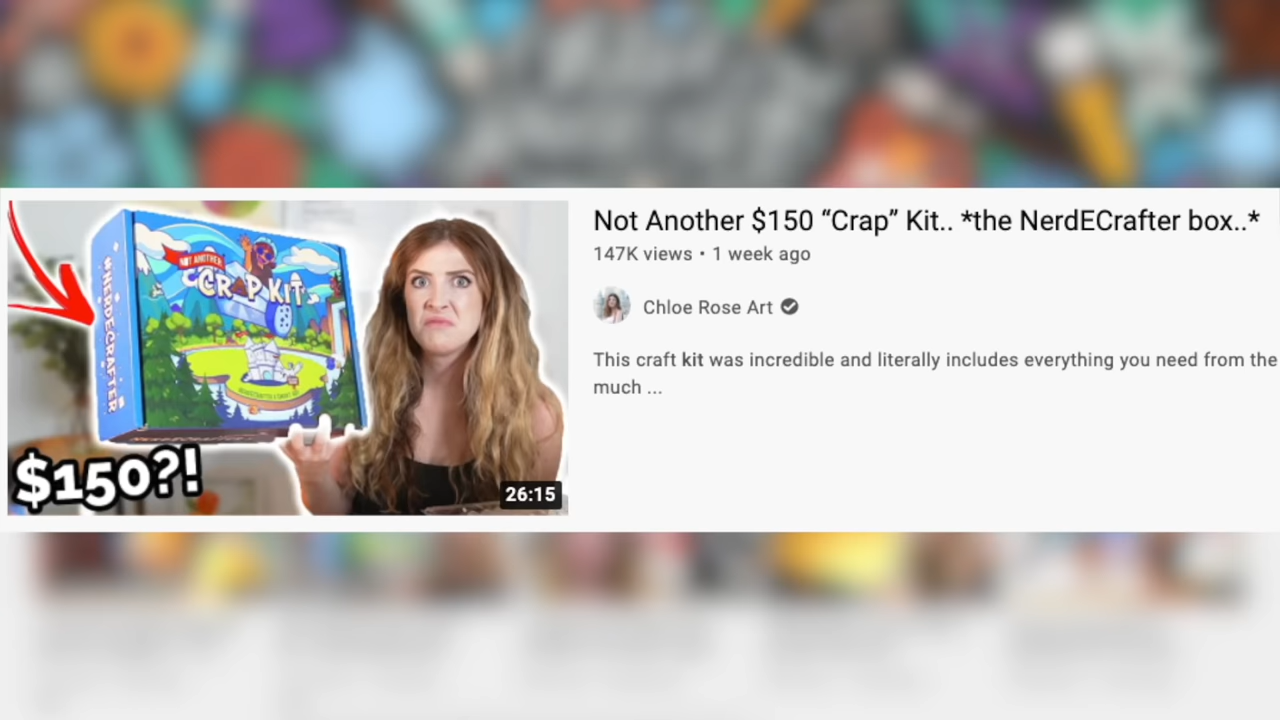 Not Another $150 “Crap” Kit.. *the NerdECrafter box..*
147K views • 1 week ago
Chloe Rose Art
This craft kit was incredible and literally includes everything you need from the
much ...
NOT ANOTHER
CRAP KIT
NERDECRAFTER
$150?!
26:15